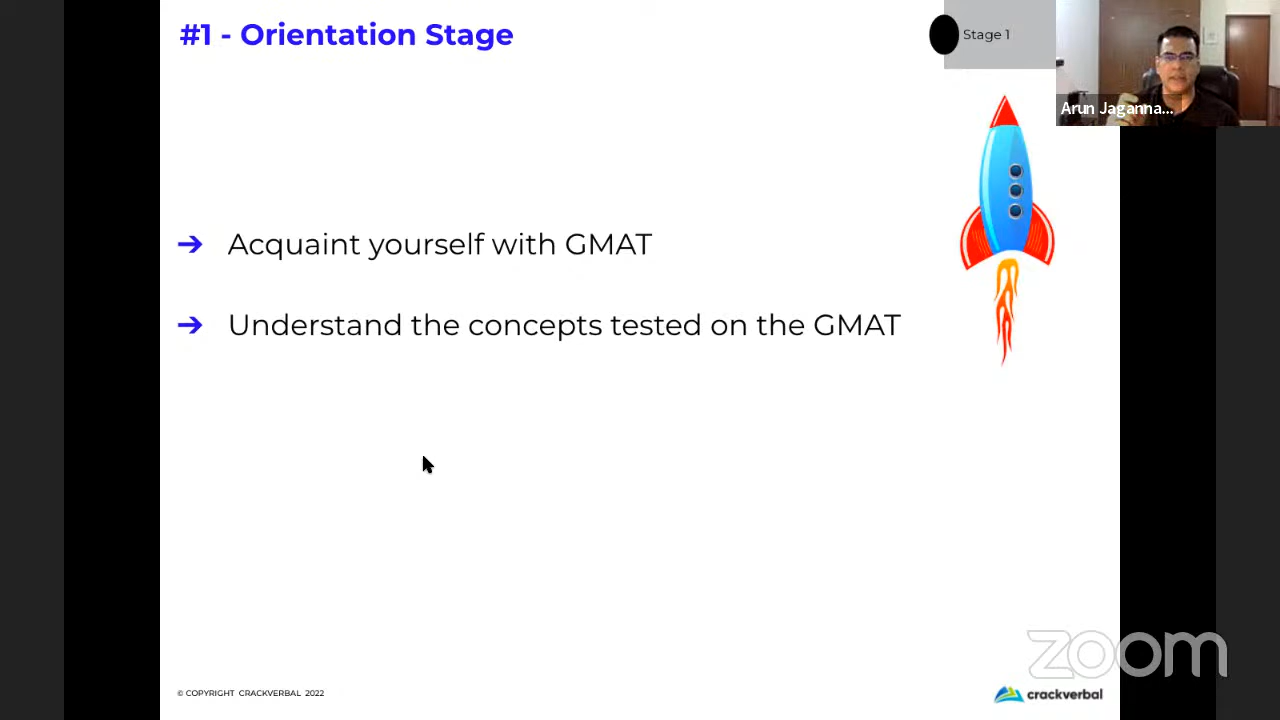 #1 - Orientation Stage
Stage 1
Arun Jaganna...
➔ Acquaint yourself with GMAT
➔ Understand the concepts tested on the GMAT
zoom
© COPYRIGHT CRACKVERBAL 2022
crackverbal